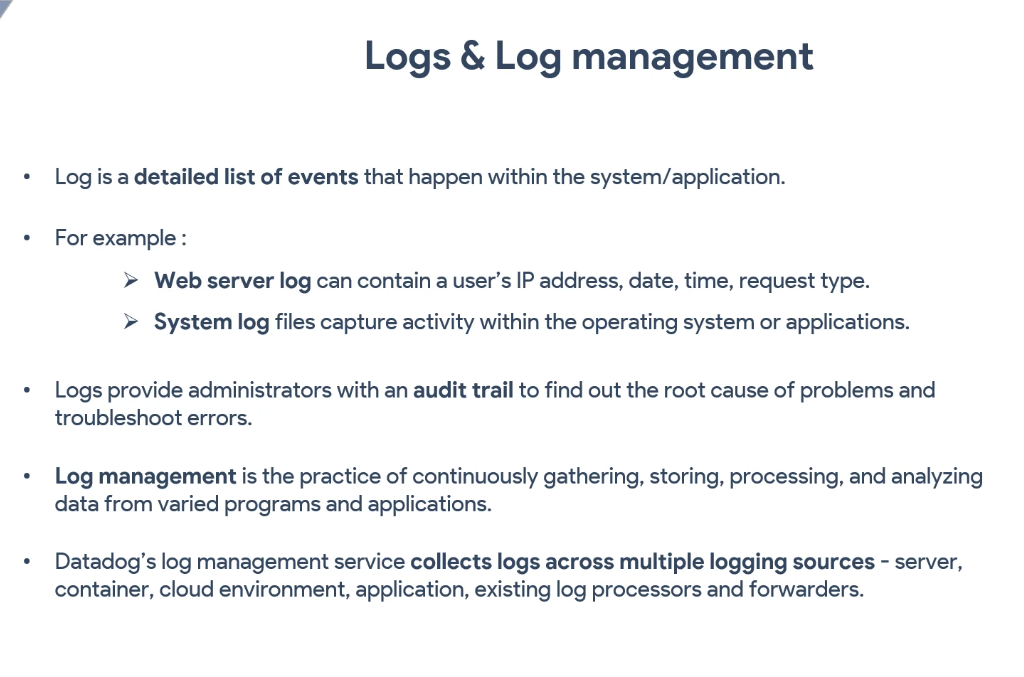 Logs & Log management
• Log is a detailed list of events that happen within the system/application.
• For example :
➢ Web server log can contain a user's IP address, date, time, request type.
➢ System log files capture activity within the operating system or applications.
• Logs provide administrators with an audit trail to find out the root cause of problems and
troubleshoot errors.
• Log management is the practice of continuously gathering, storing, processing, and analyzing
data from varied programs and applications.
• Datadog's log management service collects logs across multiple logging sources - server,
container, cloud environment, application, existing log processors and forwarders.